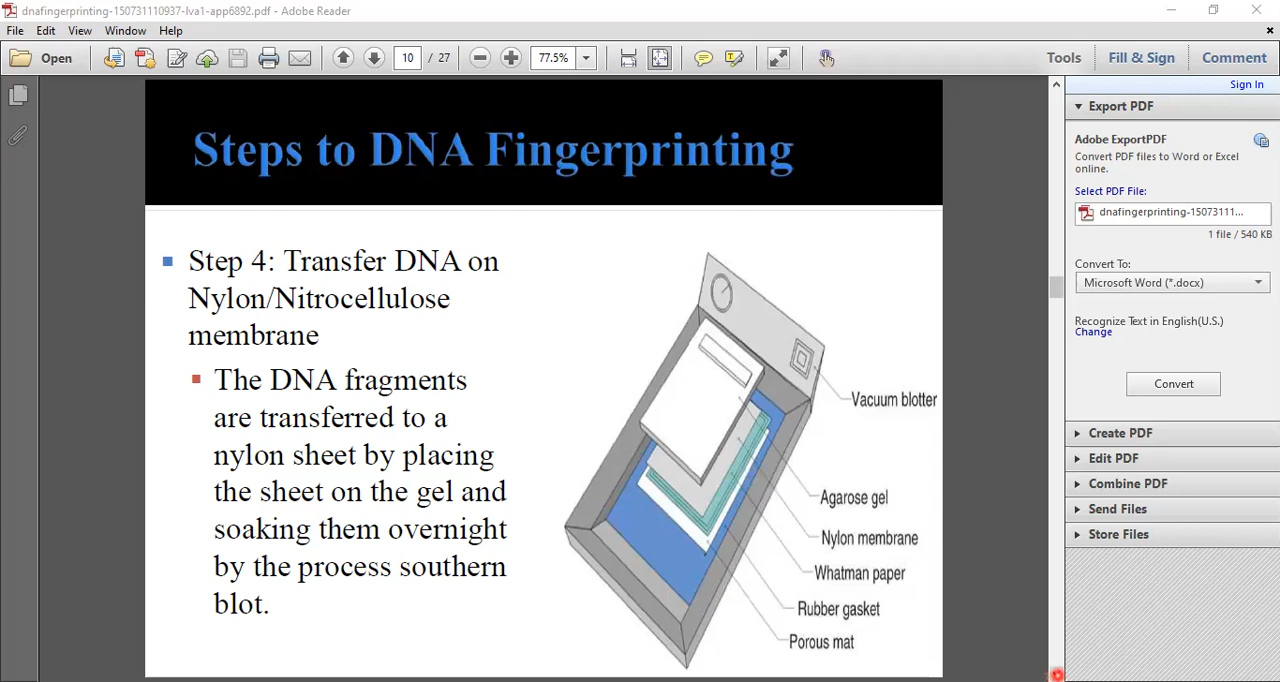 dnafingerprinting-150731110937-lva1-app6892.pdf - Adobe Reader
File Edit View Window Help
Open 10 / 27 77.5% Tools Fill & Sign Comment
Sign In
Steps to DNA Fingerprinting
Step 4: Transfer DNA on
Nylon/Nitrocellulose
membrane
The DNA fragments
are transferred to a
nylon sheet by placing
the sheet on the gel and
soaking them overnight
by the process southern
blot.
Vacuum blotter
Agarose gel
Nylon membrane
Whatman paper
Rubber gasket
Porous mat
Export PDF
Adobe ExportPDF
Convert PDF files to Word or Excel
online.
Select PDF File:
dnafingerprinting-15073111...
1 file / 540 KB
Convert To:
Microsoft Word (*.docx)
Recognize Text in English(U.S.)
Change
Convert
Create PDF
Edit PDF
Combine PDF
Send Files
Store Files